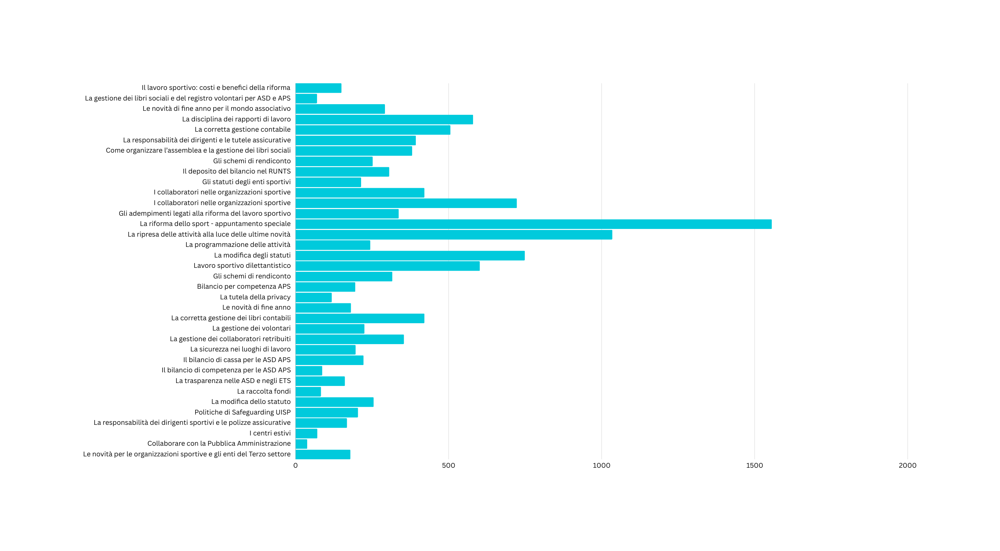 Il lavoro sportivo: costi e benefici della riforma
La gestione dei libri sociali e del registro volontari per ASD e APS
Le novità di fine anno per il mondo associativo
La disciplina dei rapporti di lavoro
La corretta gestione contabile
La responsabilità dei dirigenti e le tutele assicurative
Come organizzare l’assemblea e la gestione dei libri sociali
Gli schemi di rendiconto
Il deposito del bilancio nel RUNTS
Gli statuti degli enti sportivi
I collaboratori nelle organizzazioni sportive
I collaboratori nelle organizzazioni sportive
Gli adempimenti legati alla riforma del lavoro sportivo
La riforma dello sport - appuntamento speciale
La ripresa delle attività alla luce delle ultime novità
La programmazione delle attività
La modifica degli statuti
Lavoro sportivo dilettantistico
Gli schemi di rendiconto
Bilancio per competenza APS
La tutela della privacy
Le novità di fine anno
La corretta gestione dei libri contabili
La gestione dei volontari
La gestione dei collaboratori retribuiti
La sicurezza nei luoghi di lavoro
Il bilancio di cassa per le ASD APS
Il bilancio di competenza per le ASD APS
La trasparenza nelle ASD e negli ETS
La raccolta fondi
La modifica dello statuto
Politiche di Safeguarding UISP
La responsabilità dei dirigenti sportivi e le polizze assicurative
I centri estivi
Collaborare con la Pubblica Amministrazione
Le novità per le organizzazioni sportive e gli enti del Terzo settore
0 500 1000 1500 2000